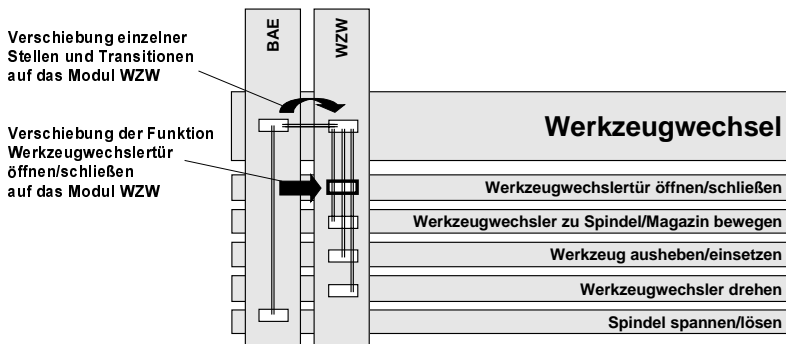 BAE
WZW
Verschiebung einzelner
Stellen und Transitionen
auf das Modul WZW
Verschiebung der Funktion
Werkzeugwechslertür
öffnen/schließen
auf das Modul WZW
Werkzeugwechsel
Werkzeugwechslertür öffnen/schließen
Werkzeugwechsler zu Spindel/Magazin bewegen
Werkzeug ausheben/einsetzen
Werkzeugwechsler drehen
Spindel spannen/lösen